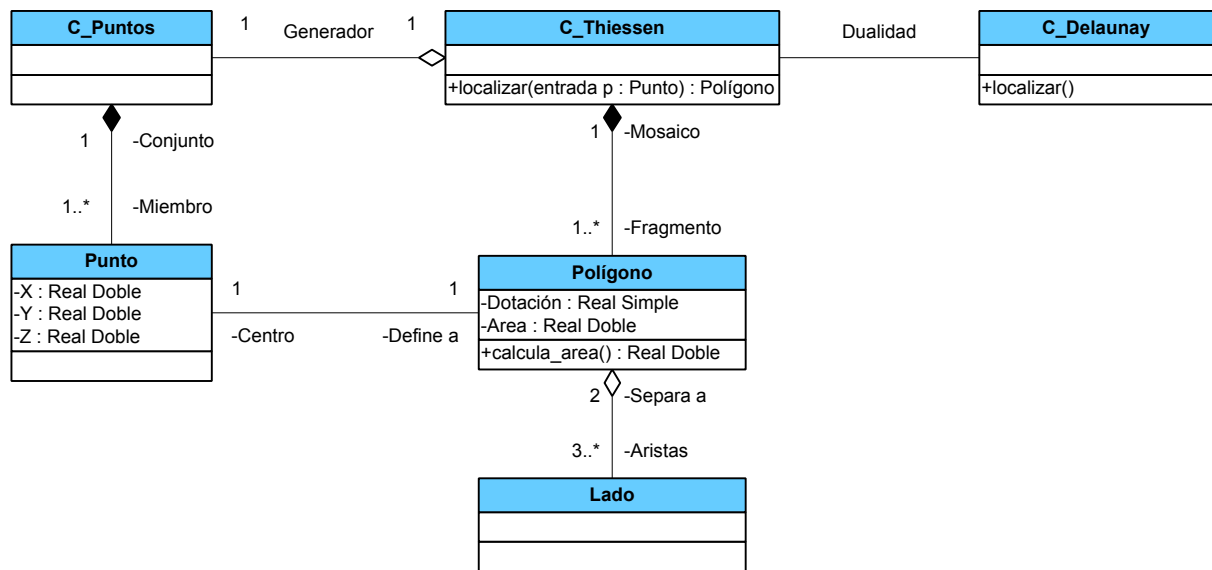 C_Puntos
1
Generador
1
C_Thiessen
+localizar(entrada p : Punto) : Polígono
Dualidad
C_Delaunay
+localizar()
1
-Conjunto
1..*
-Miembro
1
-Mosaico
1..*
-Fragmento
Punto
-X : Real Doble
-Y : Real Doble
-Z : Real Doble
1
-Centro
1
-Define a
Polígono
-Dotación : Real Simple
-Area : Real Doble
+calcula_area() : Real Doble
2
-Separa a
3..*
-Aristas
Lado